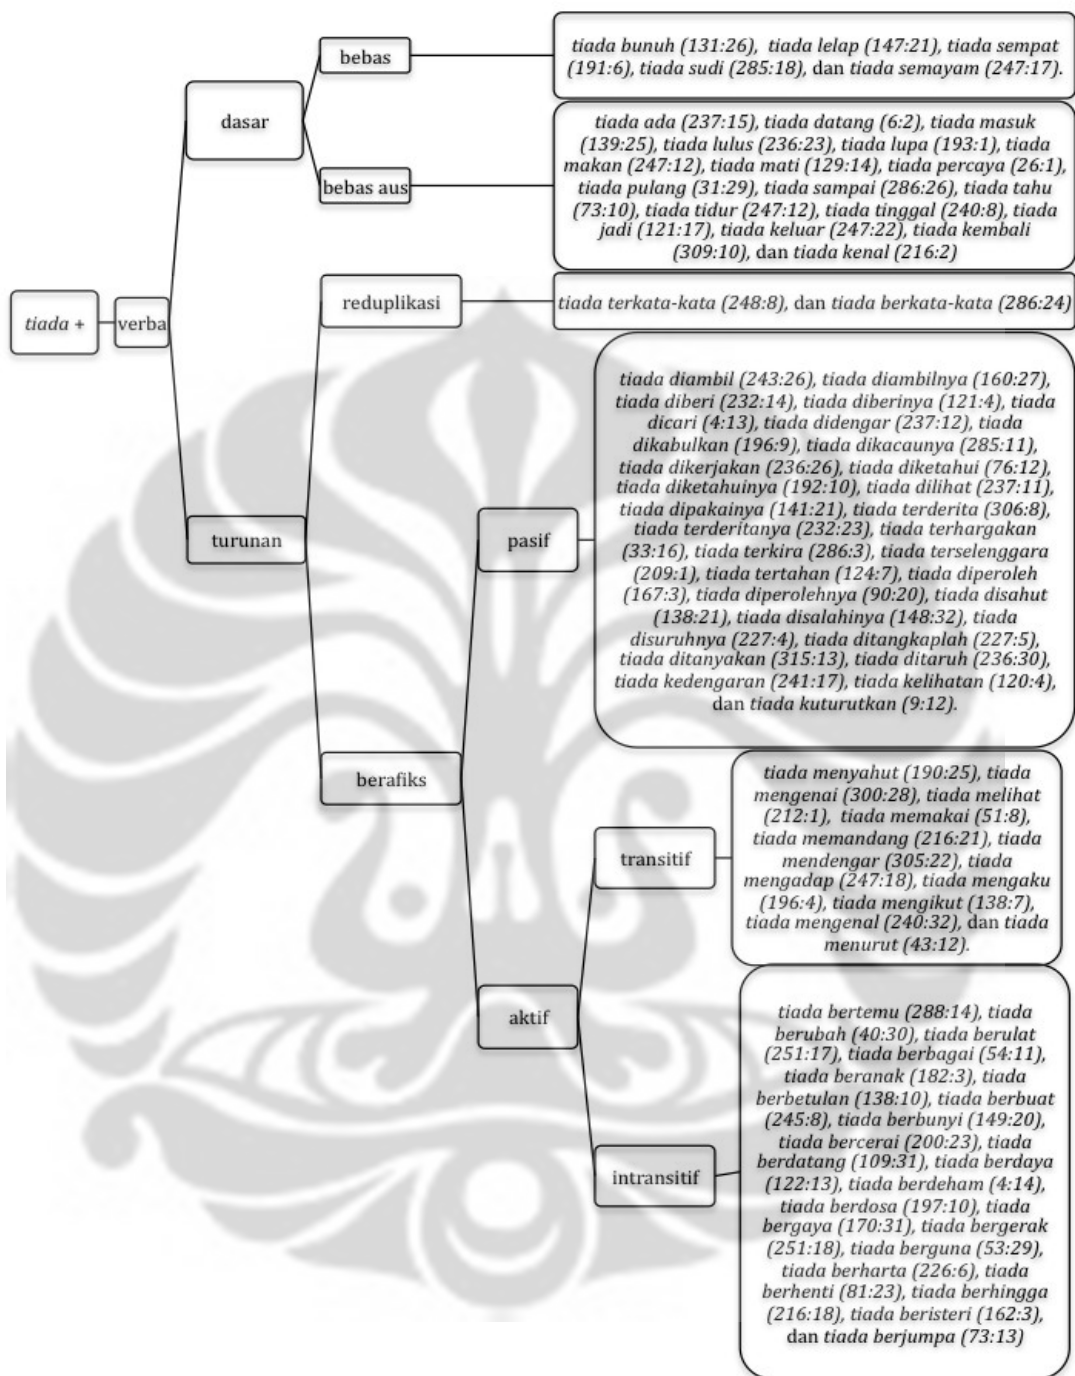 tiada +
verba
dasar
bebas
tiada bunuh (131:26), tiada lelap (147:21), tiada sempat
(191:6), tiada sudi (285:18), dan tiada semayam (247:17).
bebas aus
tiada ada (237:15), tiada datang (6:2), tiada masuk
(139:25), tiada lulus (236:23), tiada lupa (193:1), tiada
makan (247:12), tiada mati (129:14), tiada percaya (26:1),
tiada pulang (31:29), tiada sampai (286:26), tiada tahu
(73:10), tiada tidur (247:12), tiada tinggal (240:8), tiada
jadi (121:17), tiada keluar (247:22), tiada kembali
(309:10), dan tiada kenal (216:2)
turunan
reduplikasi
tiada terkata-kata (248:8), dan tiada berkata-kata (286:24)
berafiks
pasif
tiada diambil (243:26), tiada diambilnya (160:27),
tiada diberi (232:14), tiada diberinya (121:4), tiada
dicari (4:13), tiada didengar (237:12), tiada
dikabulkan (196:9), tiada dikacaunya (285:11),
tiada dikerjakan (236:26), tiada diketahui (76:12),
tiada diketahuinya (192:10), tiada dilihat (237:11),
tiada dipakainya (141:21), tiada terderita (306:8),
tiada terderitanya (232:23), tiada terhargakan
(33:16), tiada terkira (286:3), tiada terselenggara
(209:1), tiada tertahan (124:7), tiada diperoleh
(167:3), tiada diperolehnya (90:20), tiada disahut
(138:21), tiada disalahinya (148:32), tiada
disuruhnya (227:4), tiada ditangkaplah (227:5),
tiada ditanyakan (315:13), tiada ditaruh (236:30),
tiada kedengaran (241:17), tiada kelihatan (120:4),
dan tiada kuturutkan (9:12).
aktif
transitif
tiada menyahut (190:25), tiada
mengenai (300:28), tiada melihat
(212:1), tiada memakai (51:8),
tiada memandang (216:21), tiada
mendengar (305:22), tiada
mengadap (247:18), tiada mengaku
(196:4), tiada mengikut (138:7),
tiada mengenal (240:32), dan tiada
menurut (43:12).
intransitif
tiada bertemu (288:14), tiada
berubah (40:30), tiada berulat
(251:17), tiada berbagai (54:11),
tiada beranak (182:3), tiada
berbetulan (138:10), tiada berbuat
(245:8), tiada berbunyi (149:20),
tiada bercerai (200:23), tiada
berdatang (109:31), tiada berdaya
(122:13), tiada berdeham (4:14),
tiada berdosa (197:10), tiada
bergaya (170:31), tiada bergerak
(251:18), tiada berguna (53:29),
tiada berharta (226:6), tiada
berhenti (81:23), tiada berhingga
(216:18), tiada beristeri (162:3),
dan tiada berjumpa (73:13)